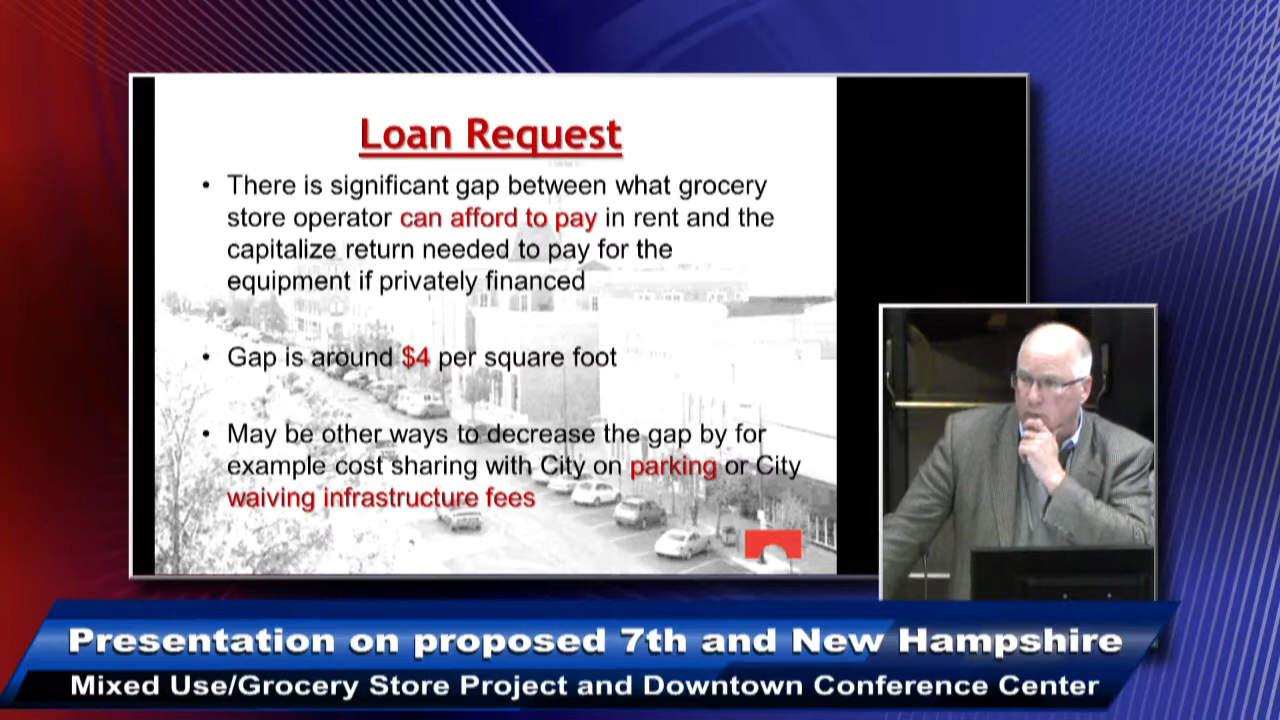 Loan Request
• There is significant gap between what grocery
store operator can afford to pay in rent and the
capitalize return needed to pay for the
equipment if privately financed
• Gap is around $4 per square foot
• May be other ways to decrease the gap by for
example cost sharing with City on parking or City
waiving infrastructure fees
Presentation on proposed 7th and New Hampshire
Mixed Use/Grocery Store Project and Downtown Conference Center